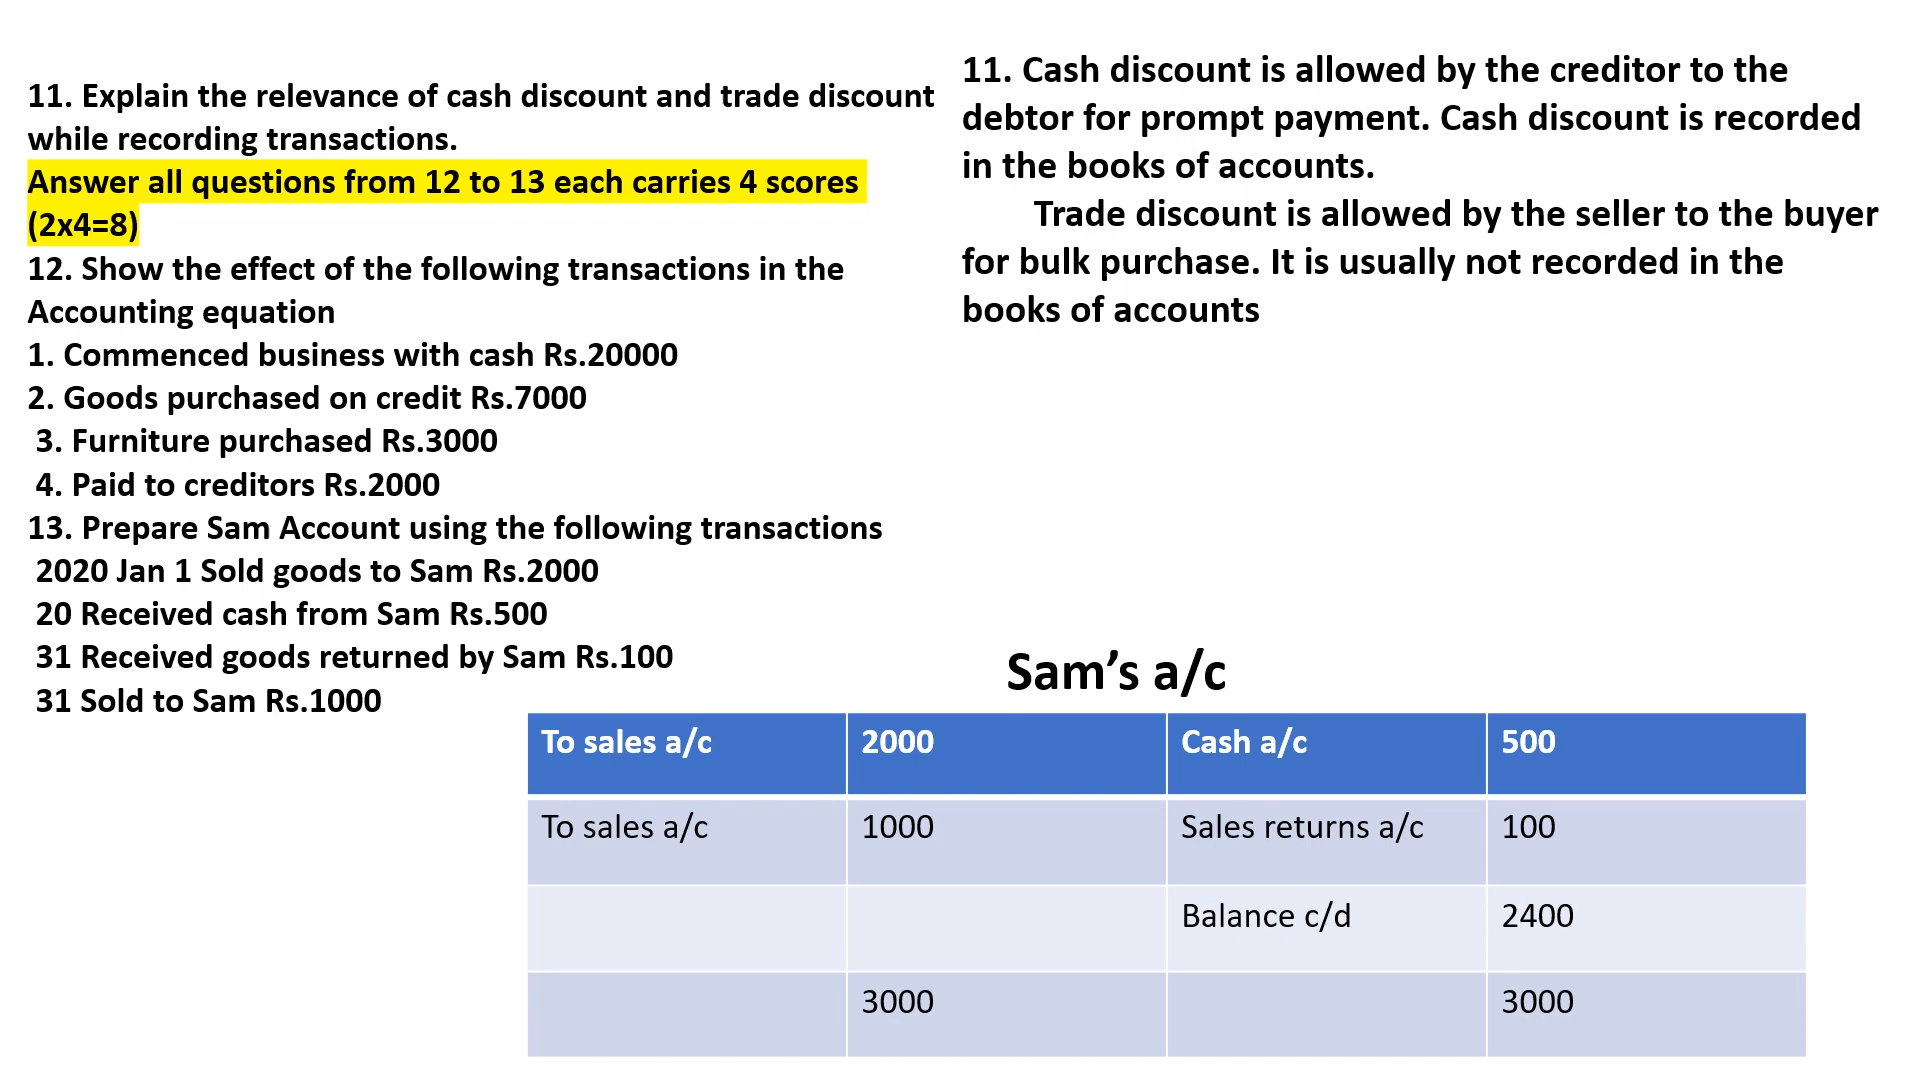 11. Explain the relevance of cash discount and trade discount
while recording transactions.
Answer all questions from 12 to 13 each carries 4 scores
(2x4=8)
12. Show the effect of the following transactions in the
Accounting equation
1. Commenced business with cash Rs.20000
2. Goods purchased on credit Rs.7000
3. Furniture purchased Rs.3000
4. Paid to creditors Rs.2000
13. Prepare Sam Account using the following transactions
2020 Jan 1 Sold goods to Sam Rs.2000
20 Received cash from Sam Rs.500
31 Received goods returned by Sam Rs.100
31 Sold to Sam Rs.1000
11. Cash discount is allowed by the creditor to the
debtor for prompt payment. Cash discount is recorded
in the books of accounts.
Trade discount is allowed by the seller to the buyer
for bulk purchase. It is usually not recorded in the
books of accounts
Sam’s a/c
To sales a/c 2000 Cash a/c 500
To sales a/c 1000 Sales returns a/c 100
Balance c/d 2400
3000 3000